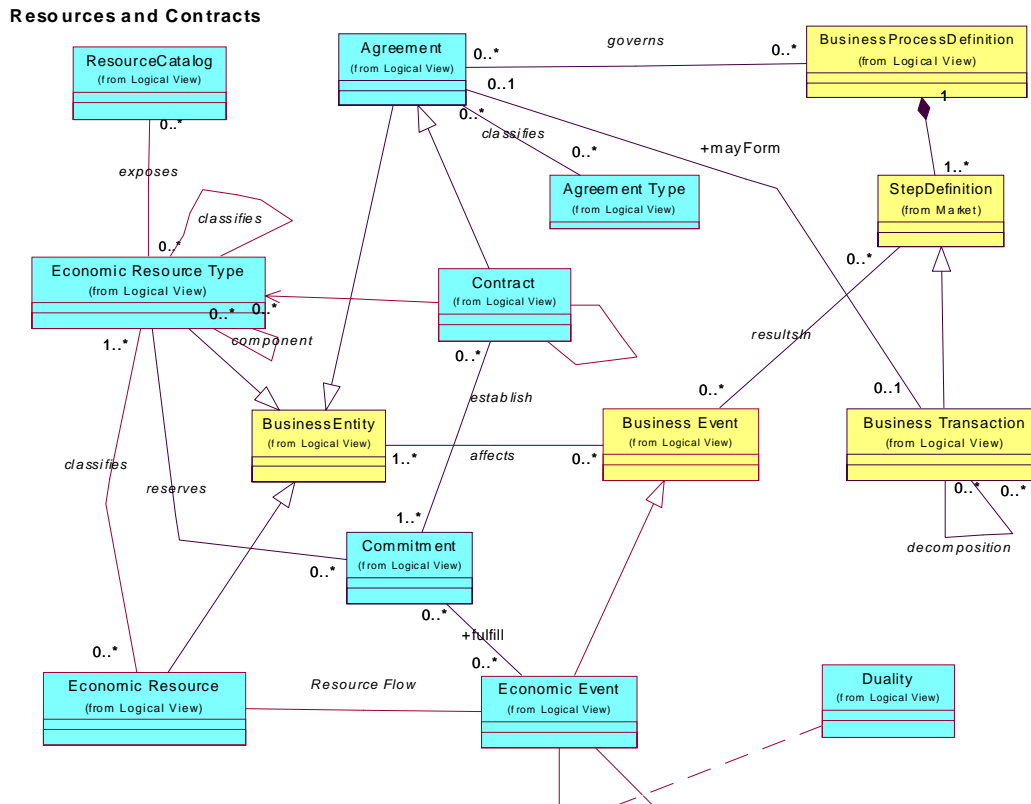 Resources and Contracts
ResourceCatalog
(from Logical View)
0..*
exposes
classifies
0..*
Economic Resource Type
(from Logical View)
0..*
0..*
component
1..*
Agreement
(from Logical View)
0..*
governs
0..*
0..1
0..*
classifies
0..*
+mayForm
Agreement Type
(from Logical View)
BusinessProcessDefinition
(from Logical View)
1
1..*
StepDefinition
(from Market)
0..*
Contract
(from Logical View)
0..*
establish
resultsIn
0..*
0..1
BusinessEntity
(from Logical View)
1..*
affects
0..*
Business Event
(from Logical View)
Business Transaction
(from Logical View)
0..*
0..*
decomposition
classifies
reserves
1..*
Commitment
(from Logical View)
0..*
0..*
+fulfill
0..*
0..*
Economic Resource
(from Logical View)
Resource Flow
Economic Event
(from Logical View)
Duality
(from Logical View)